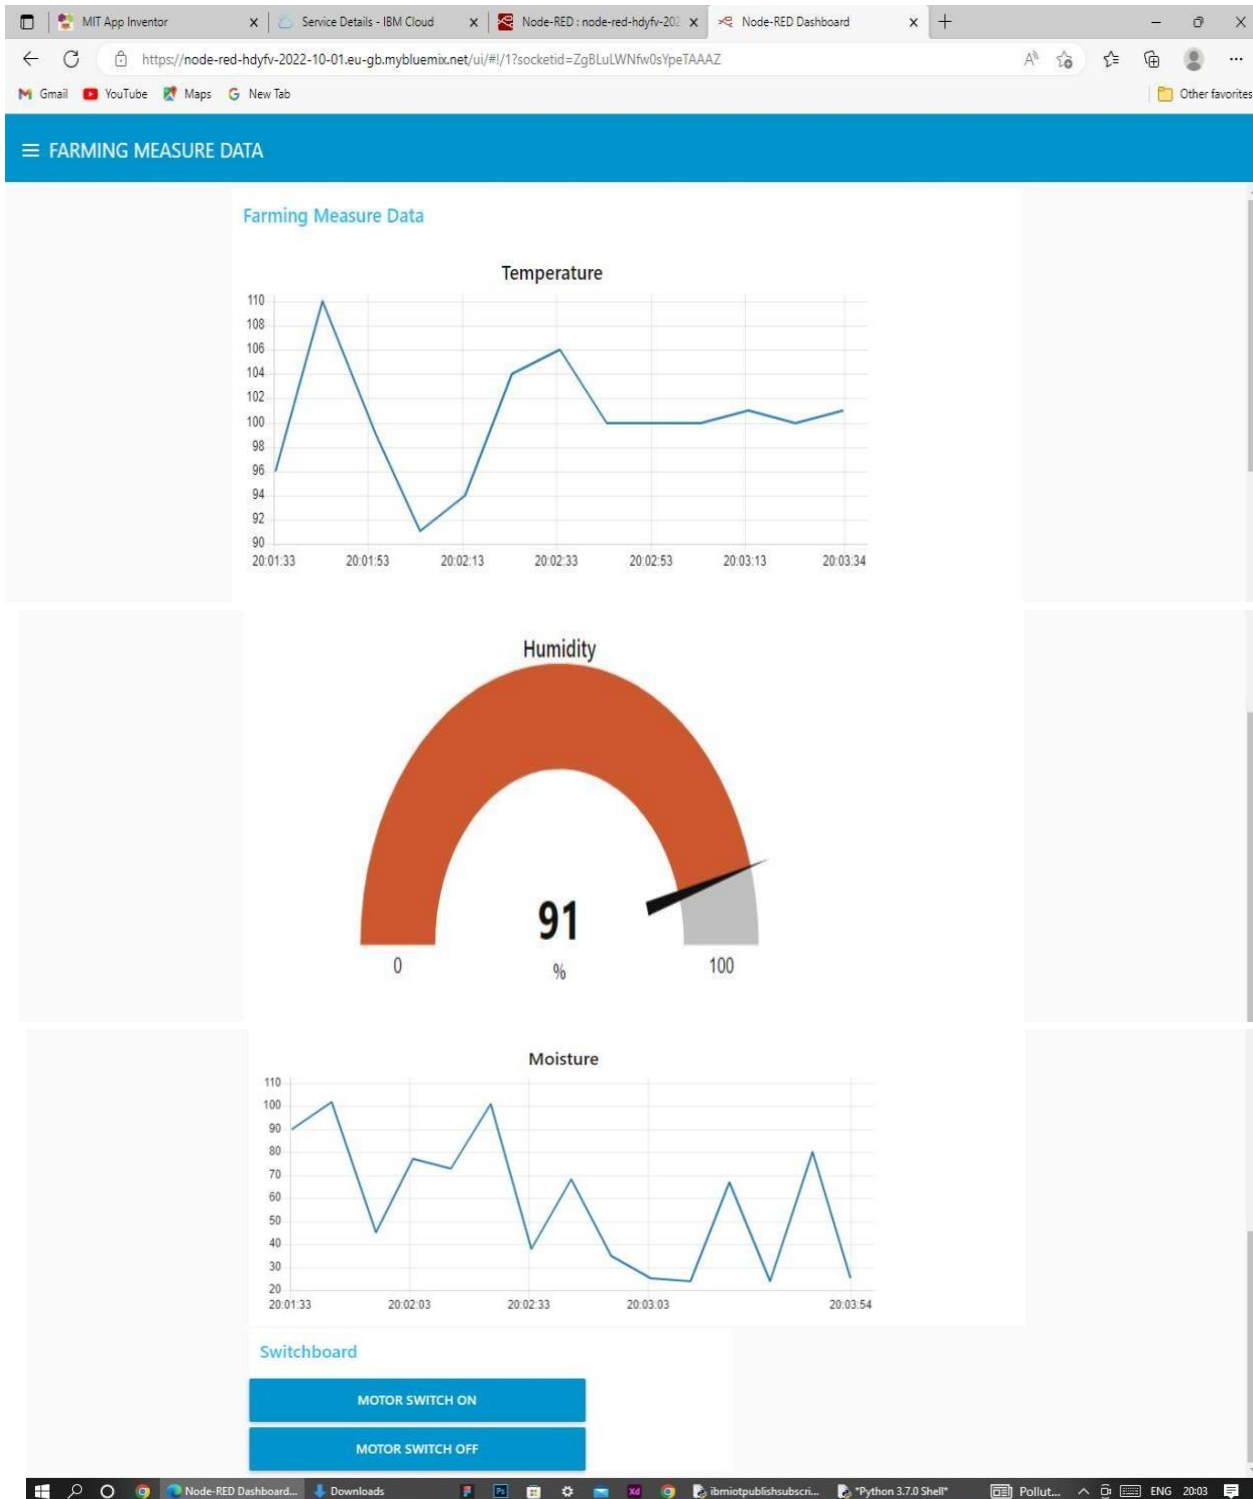 MIT App Inventor
Service Details - IBM Cloud
Node-RED : node-red-hdyfv-202
Node-RED Dashboard
https://node-red-hdyfv-2022-10-01.eu-gb.mybluemix.net/ui/#!/1?socketid=ZgBLuLWNfw0sYpeTAAAZ
Gmail YouTube Maps New Tab Other favorites
FARMING MEASURE DATA
Farming Measure Data
Temperature
110
108
106
104
102
100
98
96
94
92
90
20:01:33 20:01:53 20:02:13 20:02:33 20:02:53 20:03:13 20:03:34
Humidity
91
0 % 100
Moisture
110
100
90
80
70
60
50
40
30
20
20:01:33 20:02:03 20:02:33 20:03:03 20:03:54
Switchboard
MOTOR SWITCH ON
MOTOR SWITCH OFF
Node-RED Dashboard... Downloads Ps Xd ibmiotpublishsubscri... *Python 3.7.0 Shell* Pollut... ENG 20:03